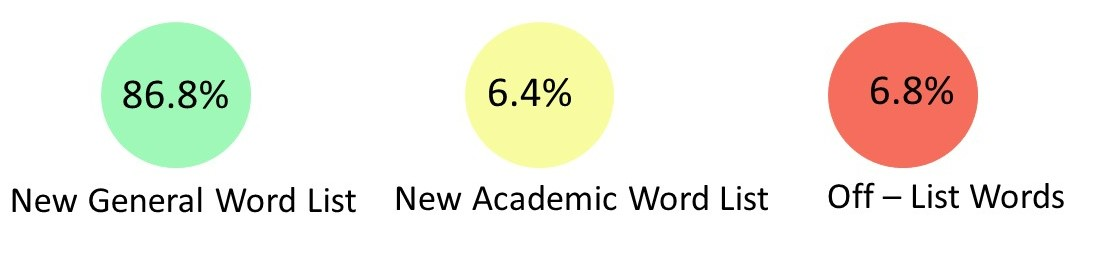 86.8%
6.4%
6.8%
New General Word List
New Academic Word List
Off – List Words